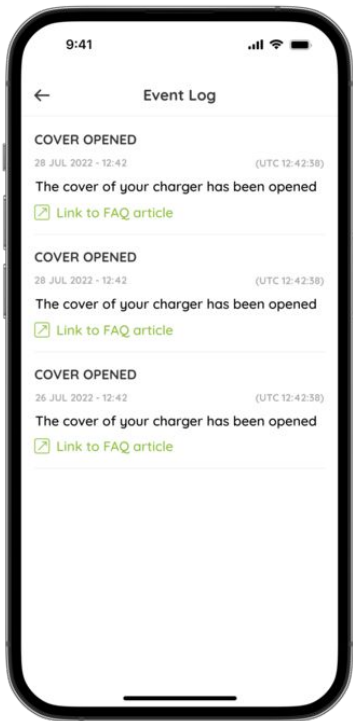 9:41
Event Log
COVER OPENED
28 JUL 2022 - 12:42 (UTC 12:42:38)
The cover of your charger has been opened
Link to FAQ article
COVER OPENED
28 JUL 2022 - 12:42 (UTC 12:42:38)
The cover of your charger has been opened
Link to FAQ article
COVER OPENED
26 JUL 2022 - 12:42 (UTC 12:42:38)
The cover of your charger has been opened
Link to FAQ article